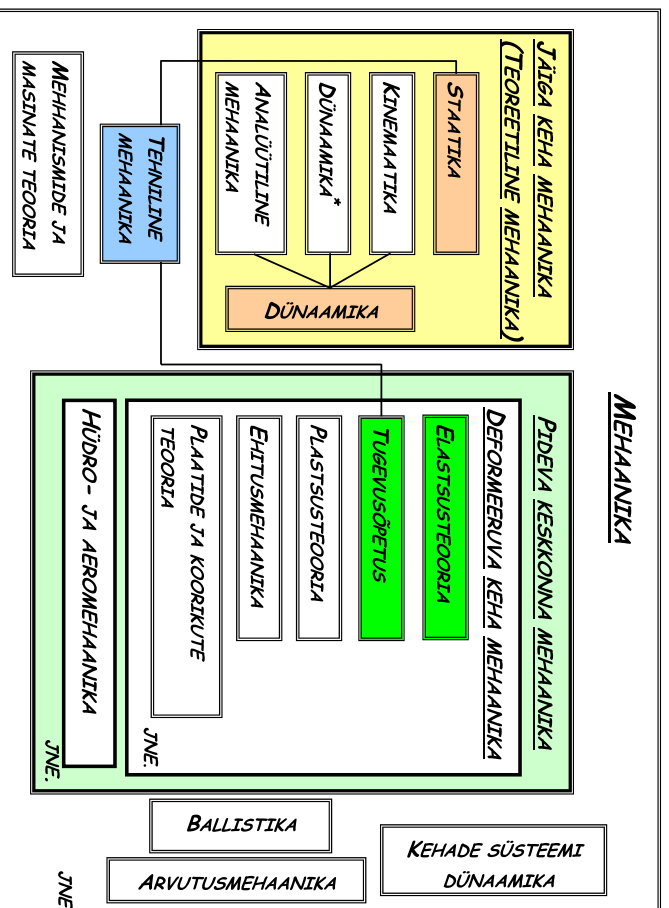 MEHAANIKA
JÄIGA KEHA MEHAANIKA
(TEOREETILINE MEHAANIKA)
STAATIKA
KINEMAATIKA
DÜNAAMIKA*
ANALÜÜTILINE
MEHAANIKA
DÜNAAMIKA
TEHNILINE
MEHAANIKA
MEHHANISMIDE JA
MASINATE TEOORIA
PIDEVA KESKKONNA MEHAANIKA
DEFORMEERUVA KEHA MEHAANIKA
ELASTSUSTEOORIA
TUGEVUSÕPETUS
PLASTSUSTEOORIA
EHITUSMEHAANIKA
PLAATIDE JA KOORIKUTE
TEOORIA
JNE.
HÜDRO- JA AEROMEHAANIKA
JNE.
KEHADE SÜSTEEMI
DÜNAAMIKA
BALLISTIKA
ARVUTUSMEHAANIKA
JNE